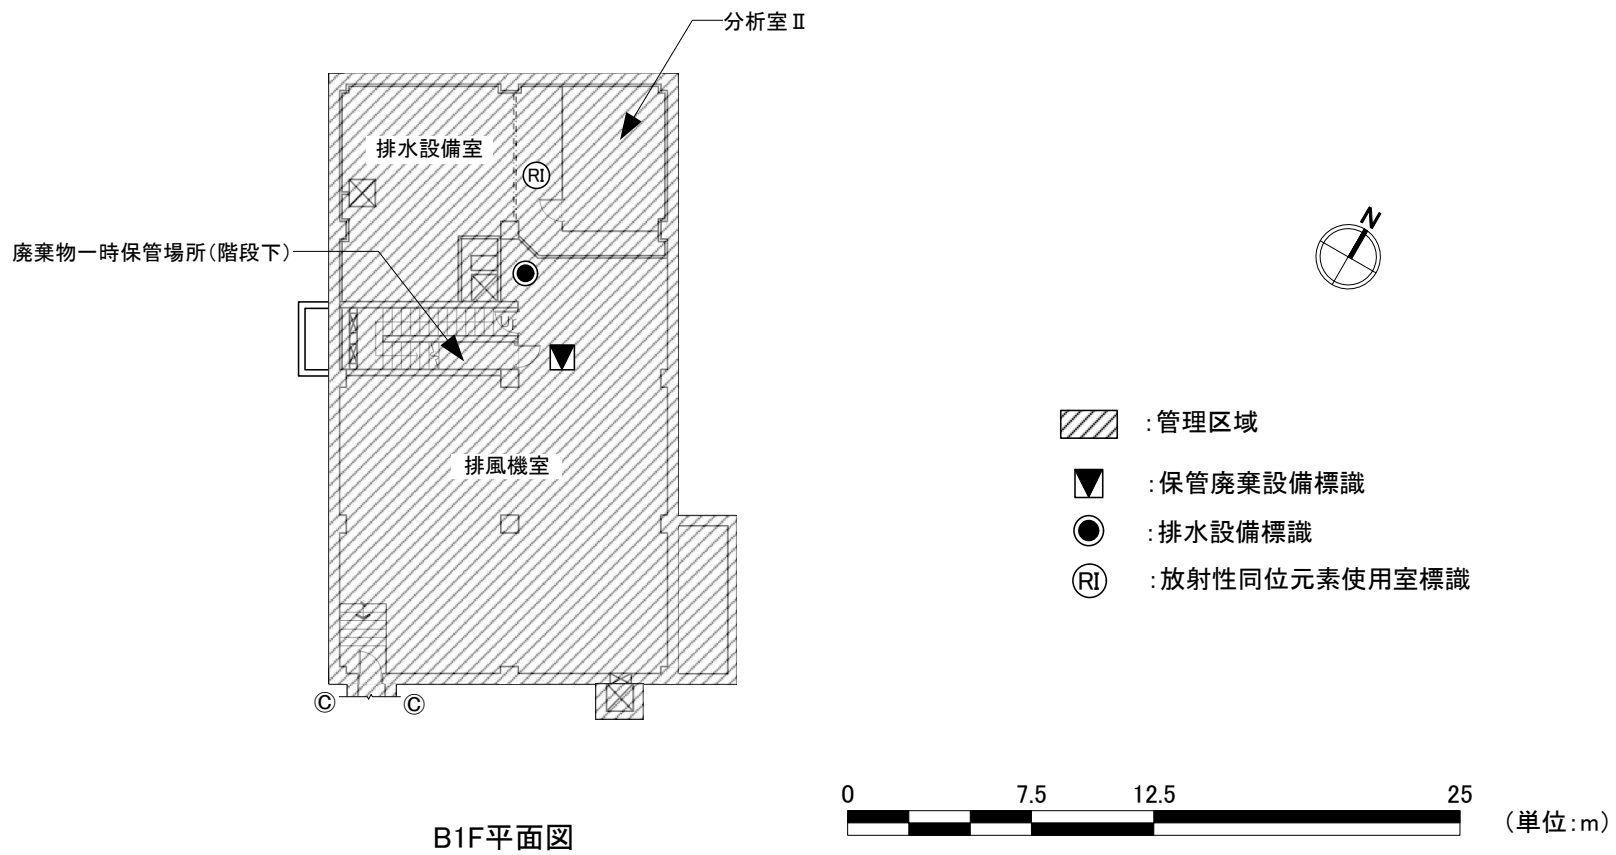 分析室Ⅱ
排水設備室
RI
廃棄物一時保管場所(階段下)
排風機室
Ⓒ Ⓒ
N
:管理区域
:保管廃棄設備標識
:排水設備標識
RI :放射性同位元素使用室標識
0 7.5 12.5 25
(単位:m)
B1F平面図